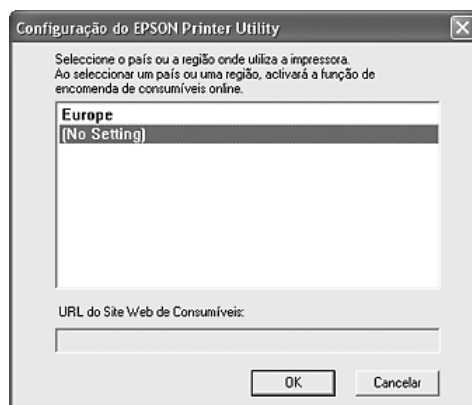 Configuração do EPSON Printer Utility
Seleccione o país ou a região onde utiliza a impressora.
Ao seleccionar um país ou uma região, activará a função de
encomenda de consumíveis online.
Europe
(No Setting)
URL do Site Web de Consumíveis:
OK
Cancelar